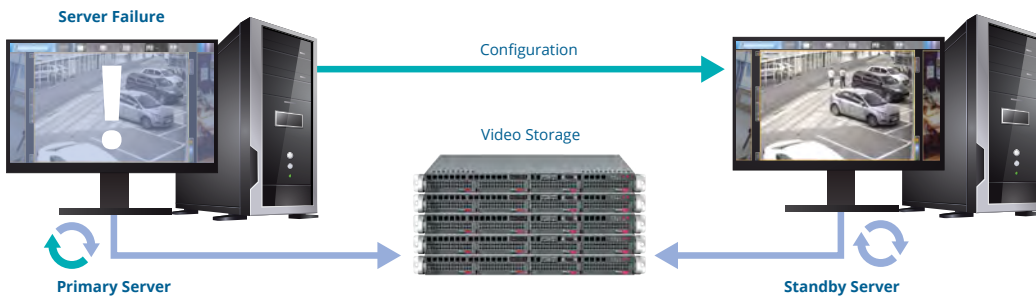 Server Failure
Configuration
Video Storage
Primary Server
Standby Server